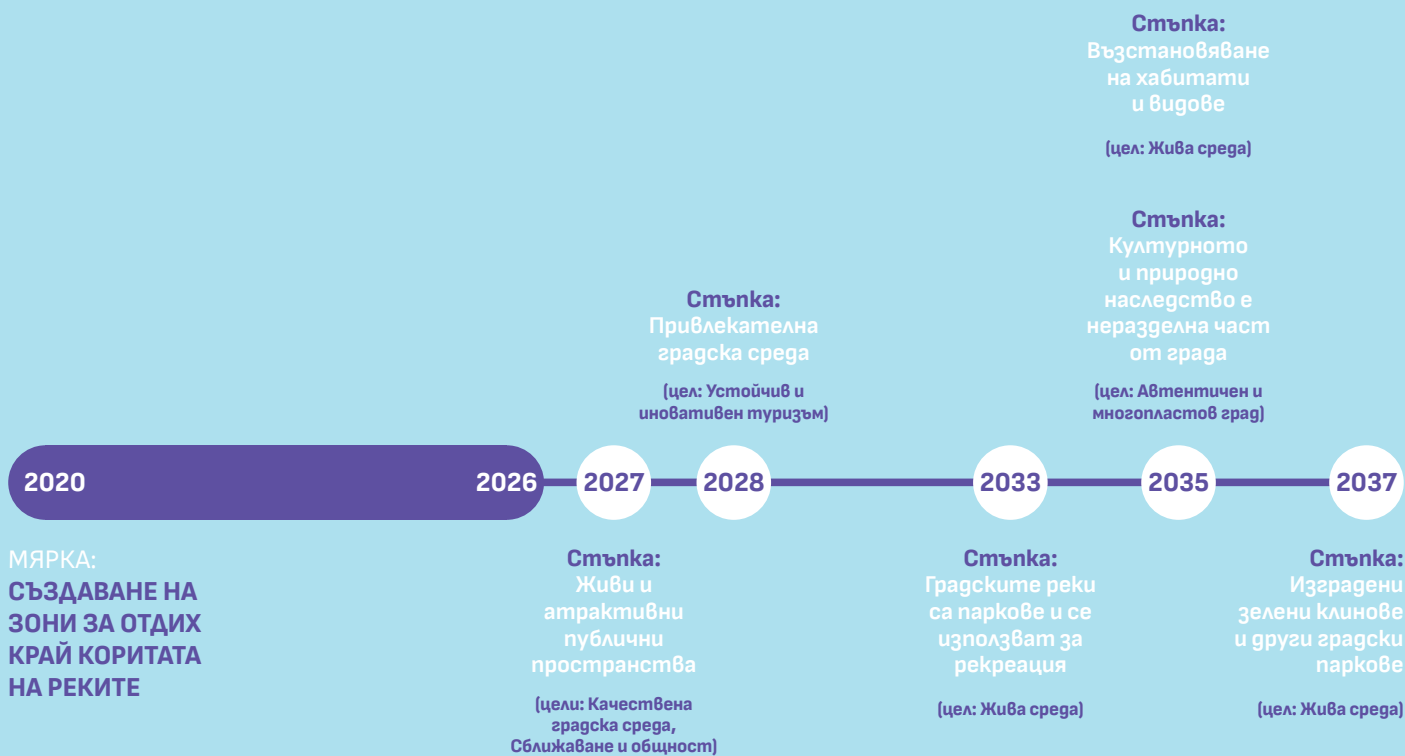 Стъпка:
Възстановяване
на хабитати
и видове
(цел: Жива среда)
Стъпка:
Културното
и природно
наследство е
неразделна част
от града
(цел: Автентичен и
многопластов град)
Стъпка:
Привлекателна
градска среда
(цел: Устойчив и
иновативен туризъм)
2020
2026
2027
2028
2033
2035
2037
МЯРКА:
СЪЗДАВАНЕ НА
ЗОНИ ЗА ОТДИХ
КРАЙ КОРИТАТА
НА РЕКИТЕ
Стъпка:
Живи и
атрактивни
публични
пространства
(цели: Качествена
градска среда,
Сближаване и общност)
Стъпка:
Градските реки
са паркове и се
използват за
рекреация
(цел: Жива среда)
Стъпка:
Изградени
зелени клинове
и други градски
паркове
(цел: Жива среда)